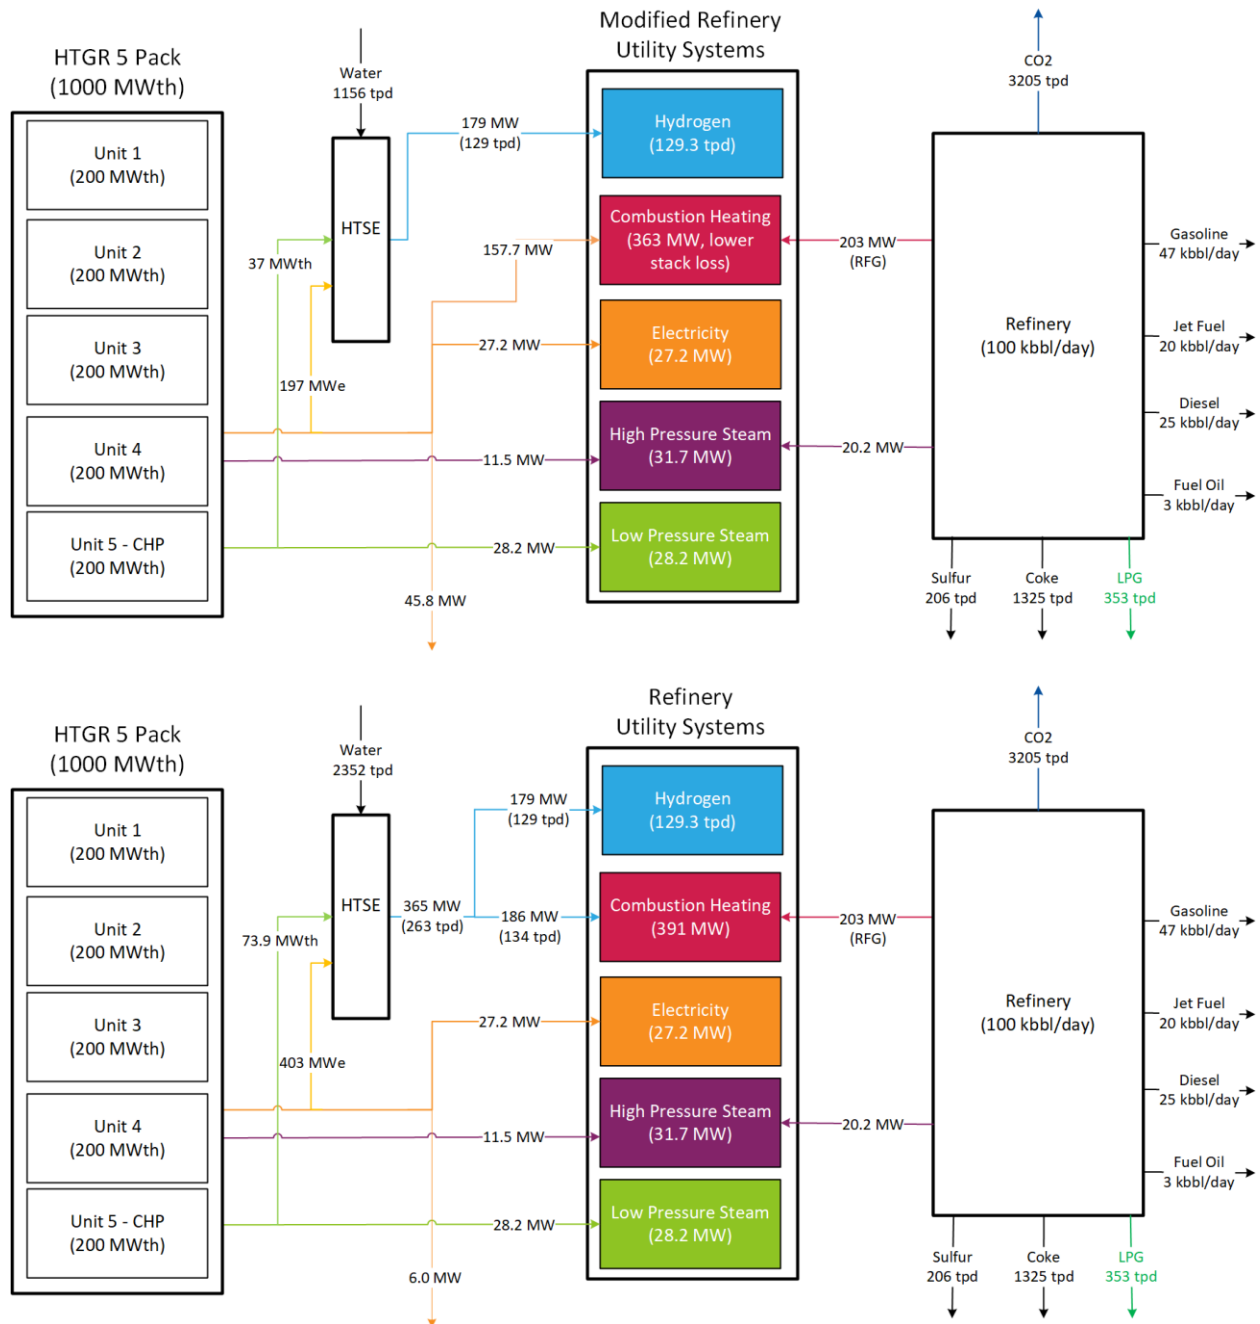 Modified Refinery
Utility Systems
HTGR 5 Pack
(1000 MWth)
Water
1156 tpd
CO2
3205 tpd
Unit 1
(200 MWth)
Unit 2
(200 MWth)
Unit 3
(200 MWth)
Unit 4
(200 MWth)
Unit 5 - CHP
(200 MWth)
HTSE
37 MWth
197 MWe
179 MW
(129 tpd)
157.7 MW
27.2 MW
11.5 MW
28.2 MW
45.8 MW
Hydrogen
(129.3 tpd)
Combustion Heating
(363 MW, lower
stack loss)
Electricity
(27.2 MW)
High Pressure Steam
(31.7 MW)
Low Pressure Steam
(28.2 MW)
203 MW
(RFG)
20.2 MW
Refinery
(100 kbbl/day)
Gasoline
47 kbbl/day
Jet Fuel
20 kbbl/day
Diesel
25 kbbl/day
Fuel Oil
3 kbbl/day
Sulfur
206 tpd
Coke
1325 tpd
LPG
353 tpd
Refinery
Utility Systems
HTGR 5 Pack
(1000 MWth)
Water
2352 tpd
CO2
3205 tpd
Unit 1
(200 MWth)
Unit 2
(200 MWth)
Unit 3
(200 MWth)
Unit 4
(200 MWth)
Unit 5 - CHP
(200 MWth)
HTSE
73.9 MWth
403 MWe
365 MW
(263 tpd)
179 MW
(129 tpd)
186 MW
(134 tpd)
27.2 MW
11.5 MW
28.2 MW
6.0 MW
Hydrogen
(129.3 tpd)
Combustion Heating
(391 MW)
Electricity
(27.2 MW)
High Pressure Steam
(31.7 MW)
Low Pressure Steam
(28.2 MW)
203 MW
(RFG)
20.2 MW
Refinery
(100 kbbl/day)
Gasoline
47 kbbl/day
Jet Fuel
20 kbbl/day
Diesel
25 kbbl/day
Fuel Oil
3 kbbl/day
Sulfur
206 tpd
Coke
1325 tpd
LPG
353 tpd